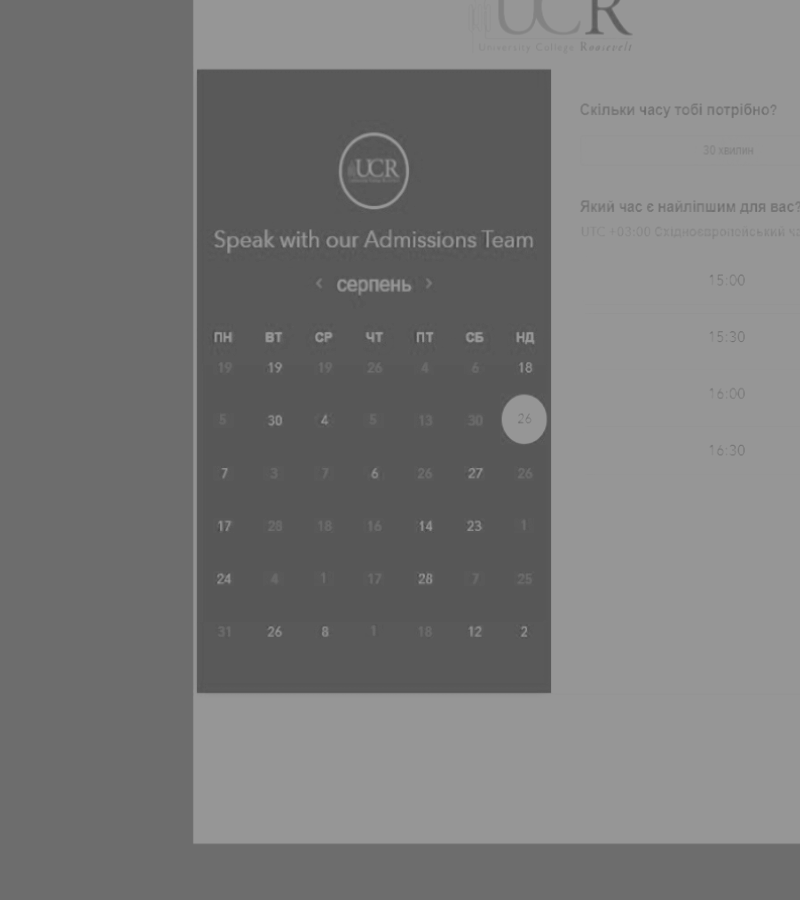 UCR
University College Roosevelt
UCR
Speak with our Admissions Team
‹ серпень ›
ПН ВТ СР ЧТ ПТ СБ НД
19 19 19 26 4 6 18
5 30 4 5 13 30 26
7 3 7 6 26 27 26
17 28 18 16 14 23 1
24 4 1 17 28 7 25
31 26 8 1 18 12 2
Скільки часу тобі потрібно?
30 хвилин
Який час є найліпшим для вас?
UTC +03:00 Східноєвропейський
15:00
15:30
16:00
16:30